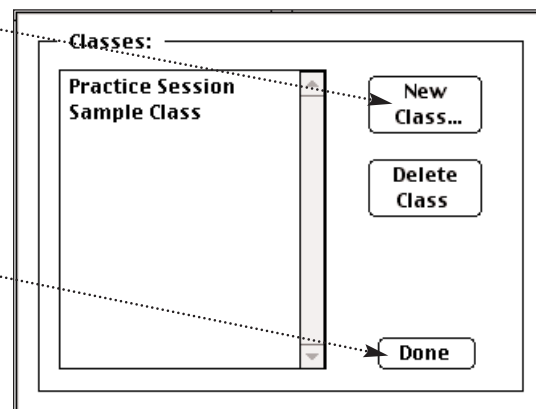 Classes:
Practice Session
Sample Class
New
Class...
Delete
Class
Done